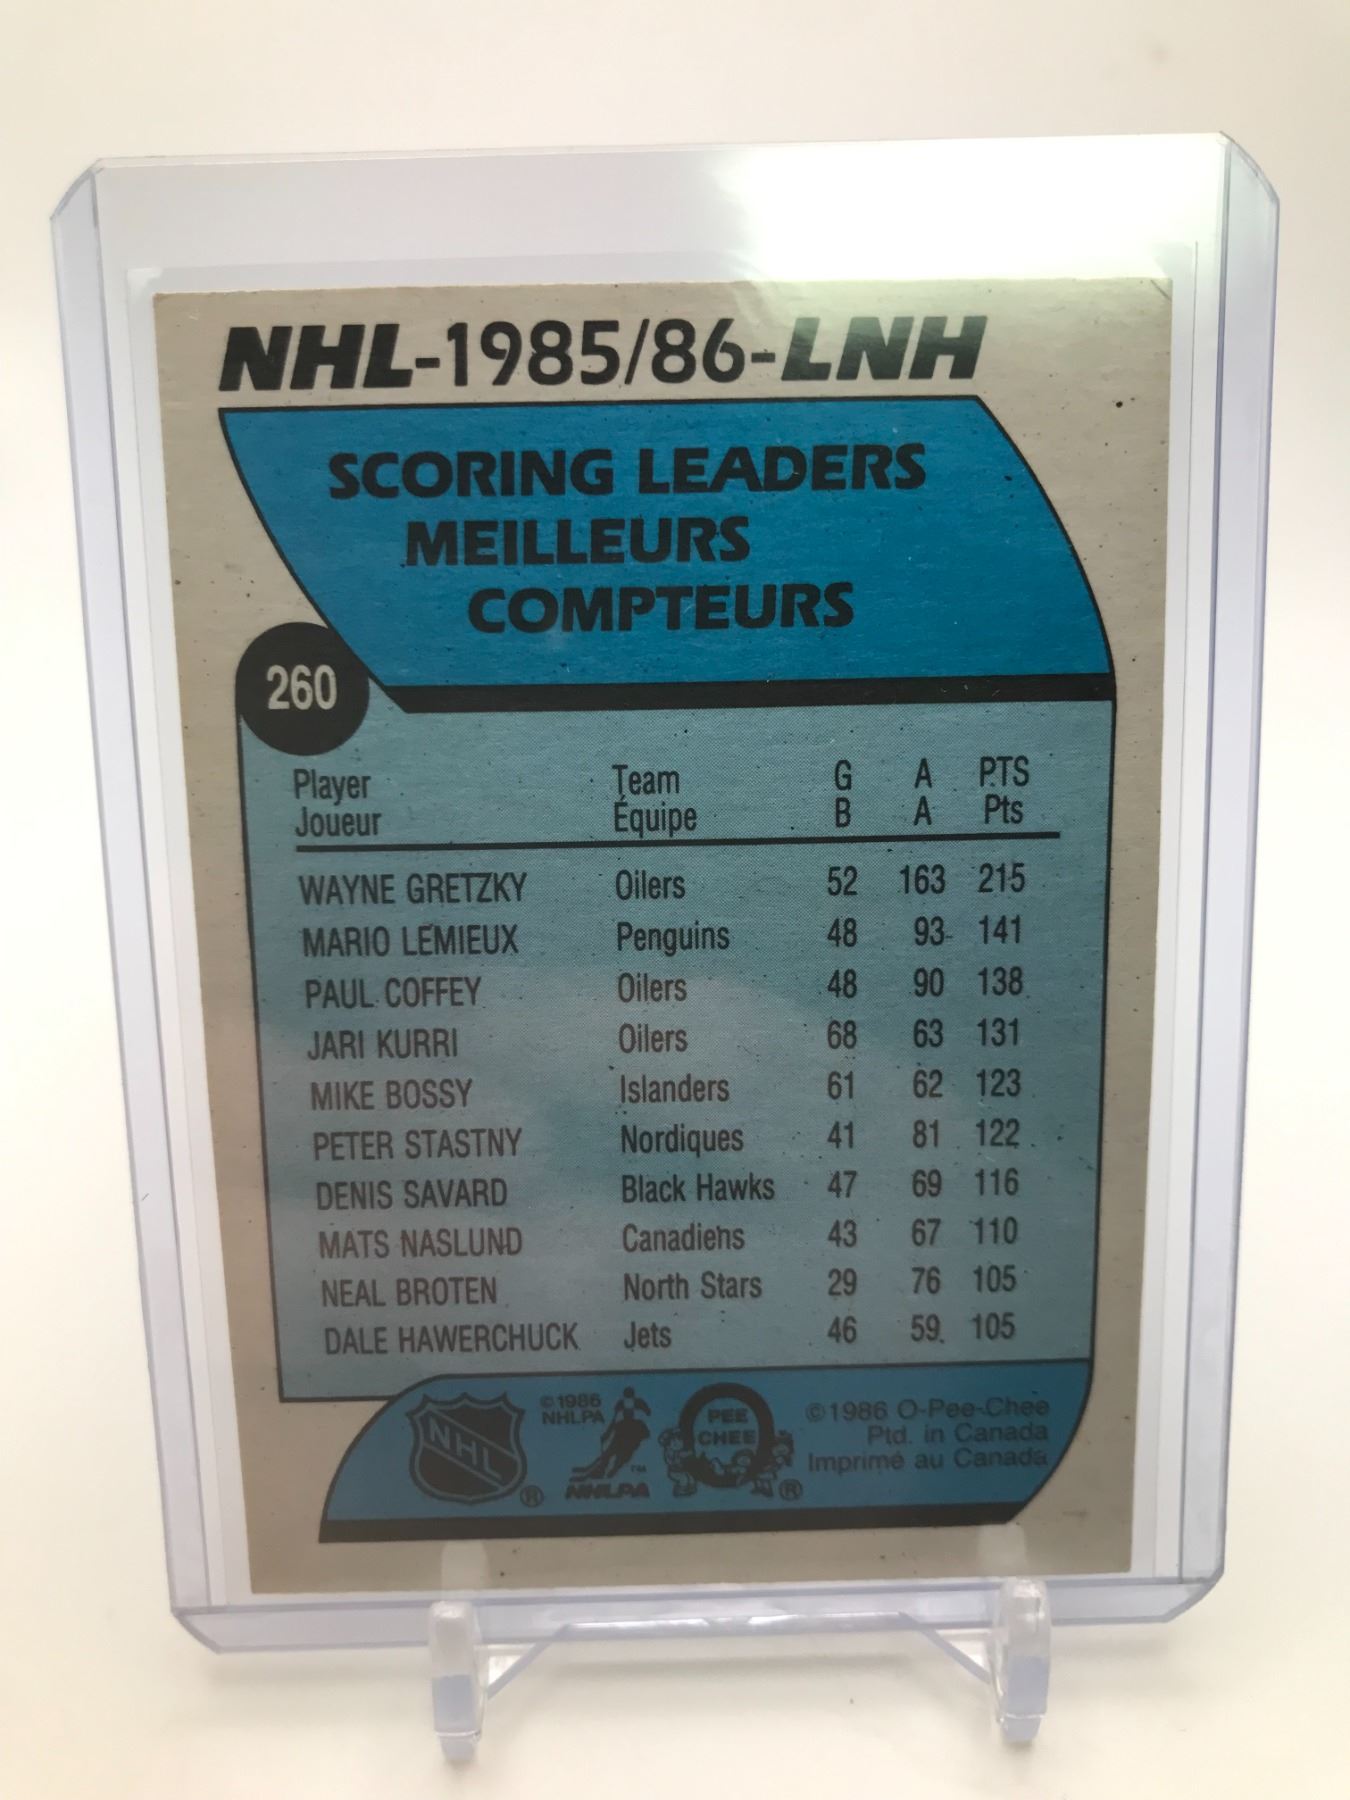 NHL-1985/86-LNH
SCORING LEADERS
MEILLEURS
COMPTEURS
260
Player Team G A PTS
Joueur Équipe B A Pts
WAYNE GRETZKY Oilers 52 163 215
MARIO LEMIEUX Penguins 48 93 141
PAUL COFFEY Oilers 48 90 138
JARI KURRI Oilers 68 63 131
MIKE BOSSY Islanders 61 62 123
PETER STASTNY Nordiques 41 81 122
DENIS SAVARD Black Hawks 47 69 116
MATS NASLUND Canadiens 43 67 110
NEAL BROTEN North Stars 29 76 105
DALE HAWERCHUCK Jets 46 59 105
NHL ®
©1986
NHLPA
™
NHLPA
O PEE
CHEE ®
©1986 O-Pee-Chee
Ptd. in Canada
Imprimé au Canada